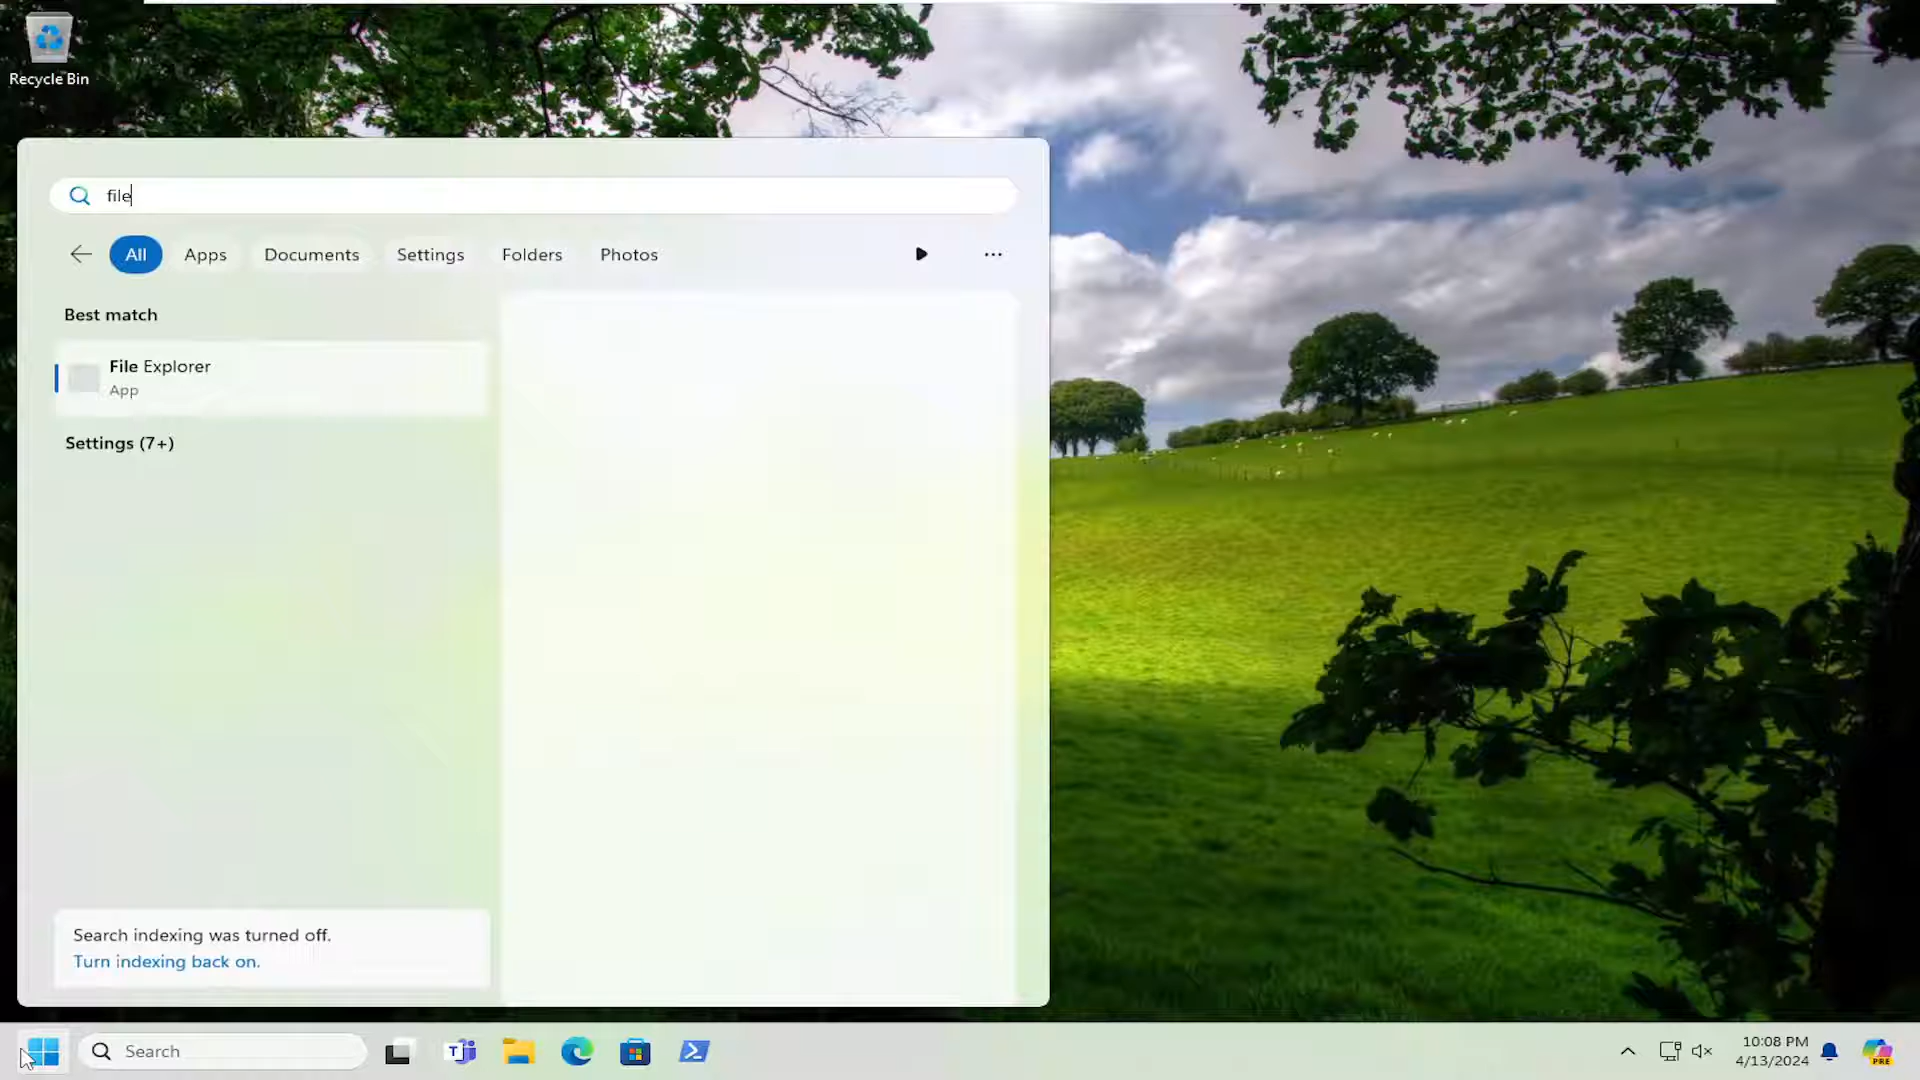 Recycle Bin
file
All
Apps
Documents
Settings
Folders
Photos
Best match
File Explorer
App
Settings (7+)
Search indexing was turned off.
Turn indexing back on.
Search
T
10:08 PM
4/13/2024
PRE